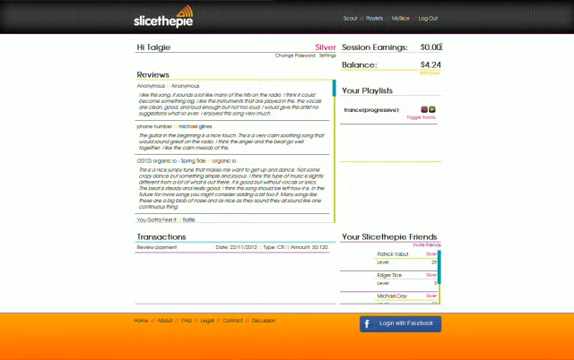 slicethepie
Scout // Playlists // MySlice // Log Out
Hi Talgie
Silver
Change Password Settings
Session Earnings: $0.00
Balance: $4.24
Reviews
Anonymous :: Anonymous
I like this song, it sounds a lot like many of the hits on the radio. I think it could
become something big. I like the instruments that are played in this, the vocals
are clean, good, and loud enough but not too loud. I would give this artist no
suggestions what so ever. I enjoyed this song very much.
phone number :: michael glines
The guitar in the beginning is a nice touch. This is a very calm soothing song that
would sound great on the radio. I think the singer and the beat go well
together. I like the calm melody of this.
(2012) organic io - Spring Tide :: organic io
This is a nice jumpy tune that makes me want to get up and dance. Not some
crazy dance but something simple and joyous. I think this type of music is slightly
different from a lot of what is out there. It is good but without vocals or lyrics.
The beat is steady and really good. I think the song should be left how it is. In the
future for more songs you might consider adding a bit too it. Many songs like
these are a big blob of noise and as nice as they sound they all sound like one
continuous thing.
You Gotta Feel It ::
Your Playlists
trance(progressive)
Toggle Tracks
Transactions
Review payment
Date: 22/11/2012 :: Type: CR // Amount: $0.120
Your Slicethepie Friends
Invite Friends
Patrick Yabut Silver
Level 29
Edger Tice Silver
Level 3
Michael Day Silver
Level
Home // About // FAQ // Legal // Contact // Discussion
Login with Facebook